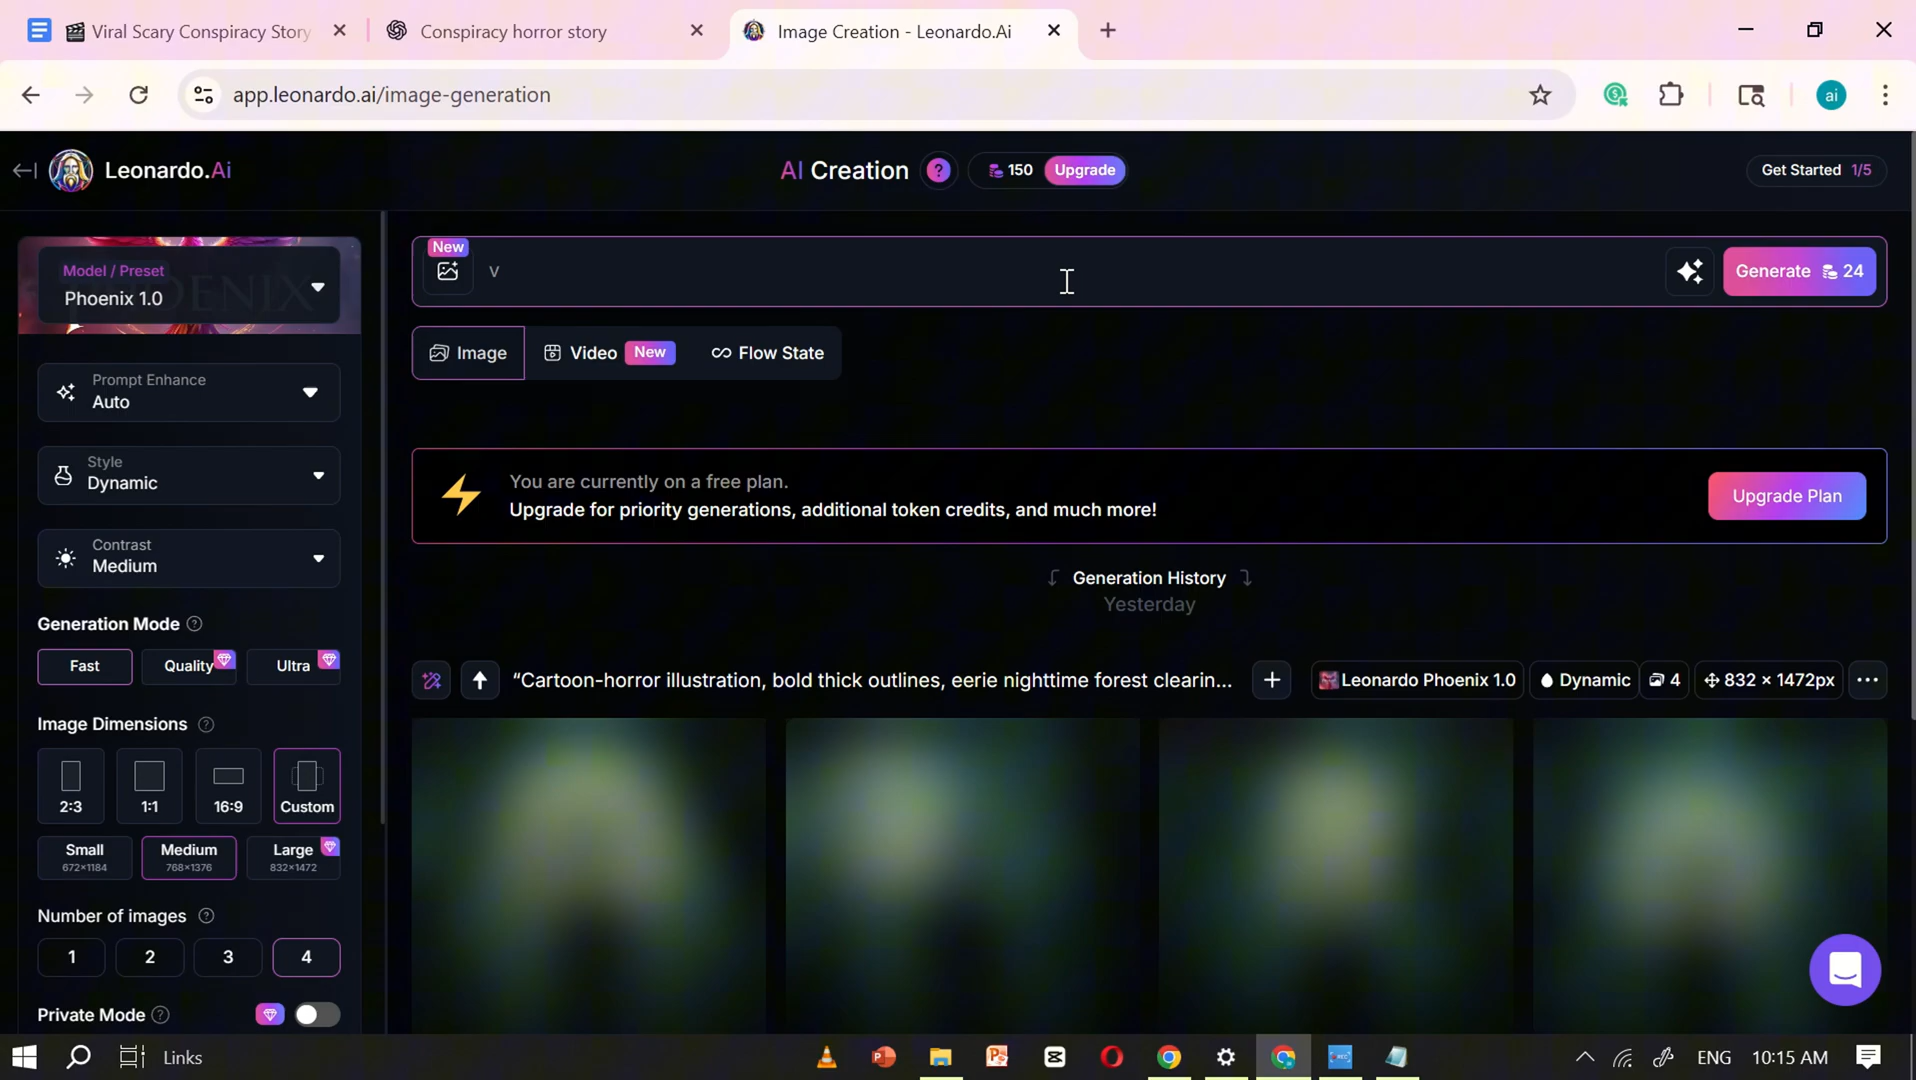 Viral Scary Conspiracy Story
Conspiracy horror story
Image Creation - Leonardo.Ai
app.leonardo.ai/image-generation
ai
Leonardo.Ai
AI Creation
?
150
Upgrade
Get Started 1/5
Model / Preset
Phoenix 1.0
New
v
Generate 24
Image
Video New
Flow State
Prompt Enhance
Auto
Style
Dynamic
Contrast
Medium
You are currently on a free plan.
Upgrade for priority generations, additional token credits, and much more!
Upgrade Plan
Generation History
Yesterday
Generation Mode
Fast
Quality
Ultra
“Cartoon-horror illustration, bold thick outlines, eerie nighttime forest clearin...
Leonardo Phoenix 1.0
Dynamic
4
832 × 1472px
Image Dimensions
2:3
1:1
16:9
Custom
Small
672×1184
Medium
768×1376
Large
832×1472
Number of images
1
2
3
4
Private Mode
Links
ENG
10:15 AM